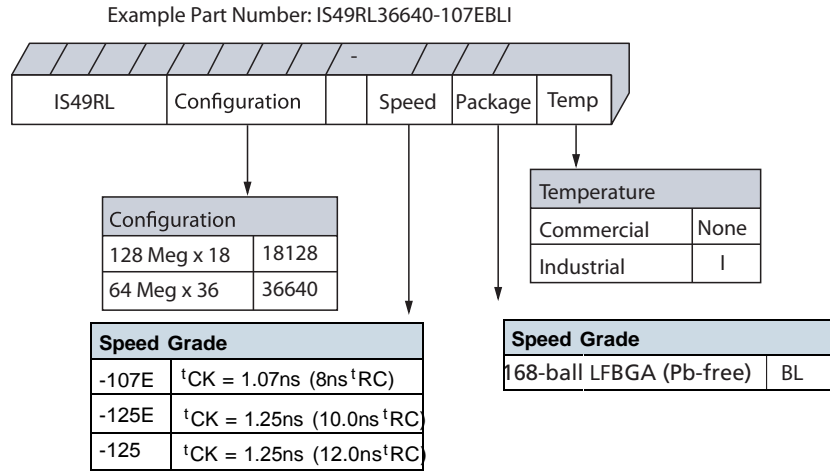 Example Part Number: IS49RL36640-107EBLI
-
IS49RL Configuration Speed Package Temp
Configuration
128 Meg x 18 18128
64 Meg x 36 36640
Temperature
Commercial None
Industrial I
Speed Grade
-107E tCK = 1.07ns (8ns tRC)
-125E tCK = 1.25ns (10.0ns tRC)
-125 tCK = 1.25ns (12.0ns tRC)
Speed Grade
168-ball LFBGA (Pb-free) BL